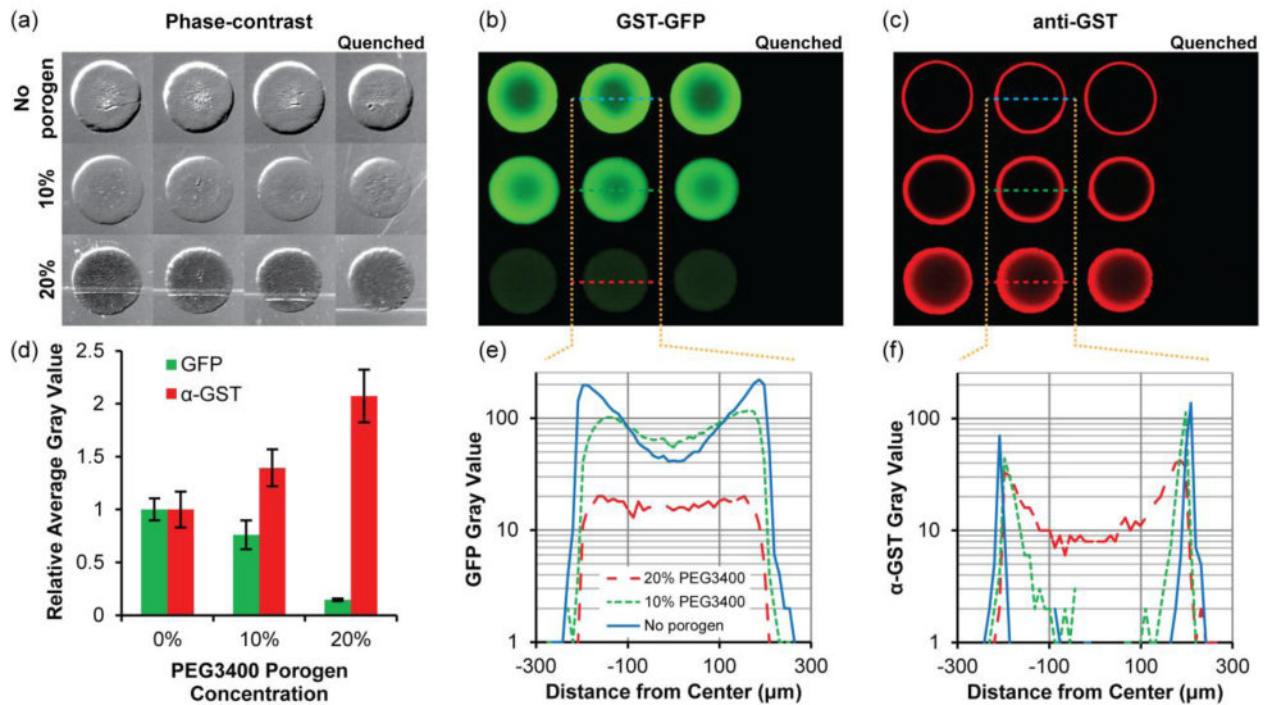 (a) Phase-contrast
Quenched
No porogen
10%
20%
(b) GST-GFP
Quenched
(c) anti-GST
Quenched
(d)
2.5
2
1.5
1
0.5
0
Relative Average Gray Value
GFP
α-GST
0% 10% 20%
PEG3400 Porogen
Concentration
(e)
100
10
1
GFP Gray Value
20% PEG3400
10% PEG3400
No porogen
-300 -100 100 300
Distance from Center (µm)
(f)
100
10
1
α-GST Gray Value
-300 -100 100 300
Distance from Center (µm)